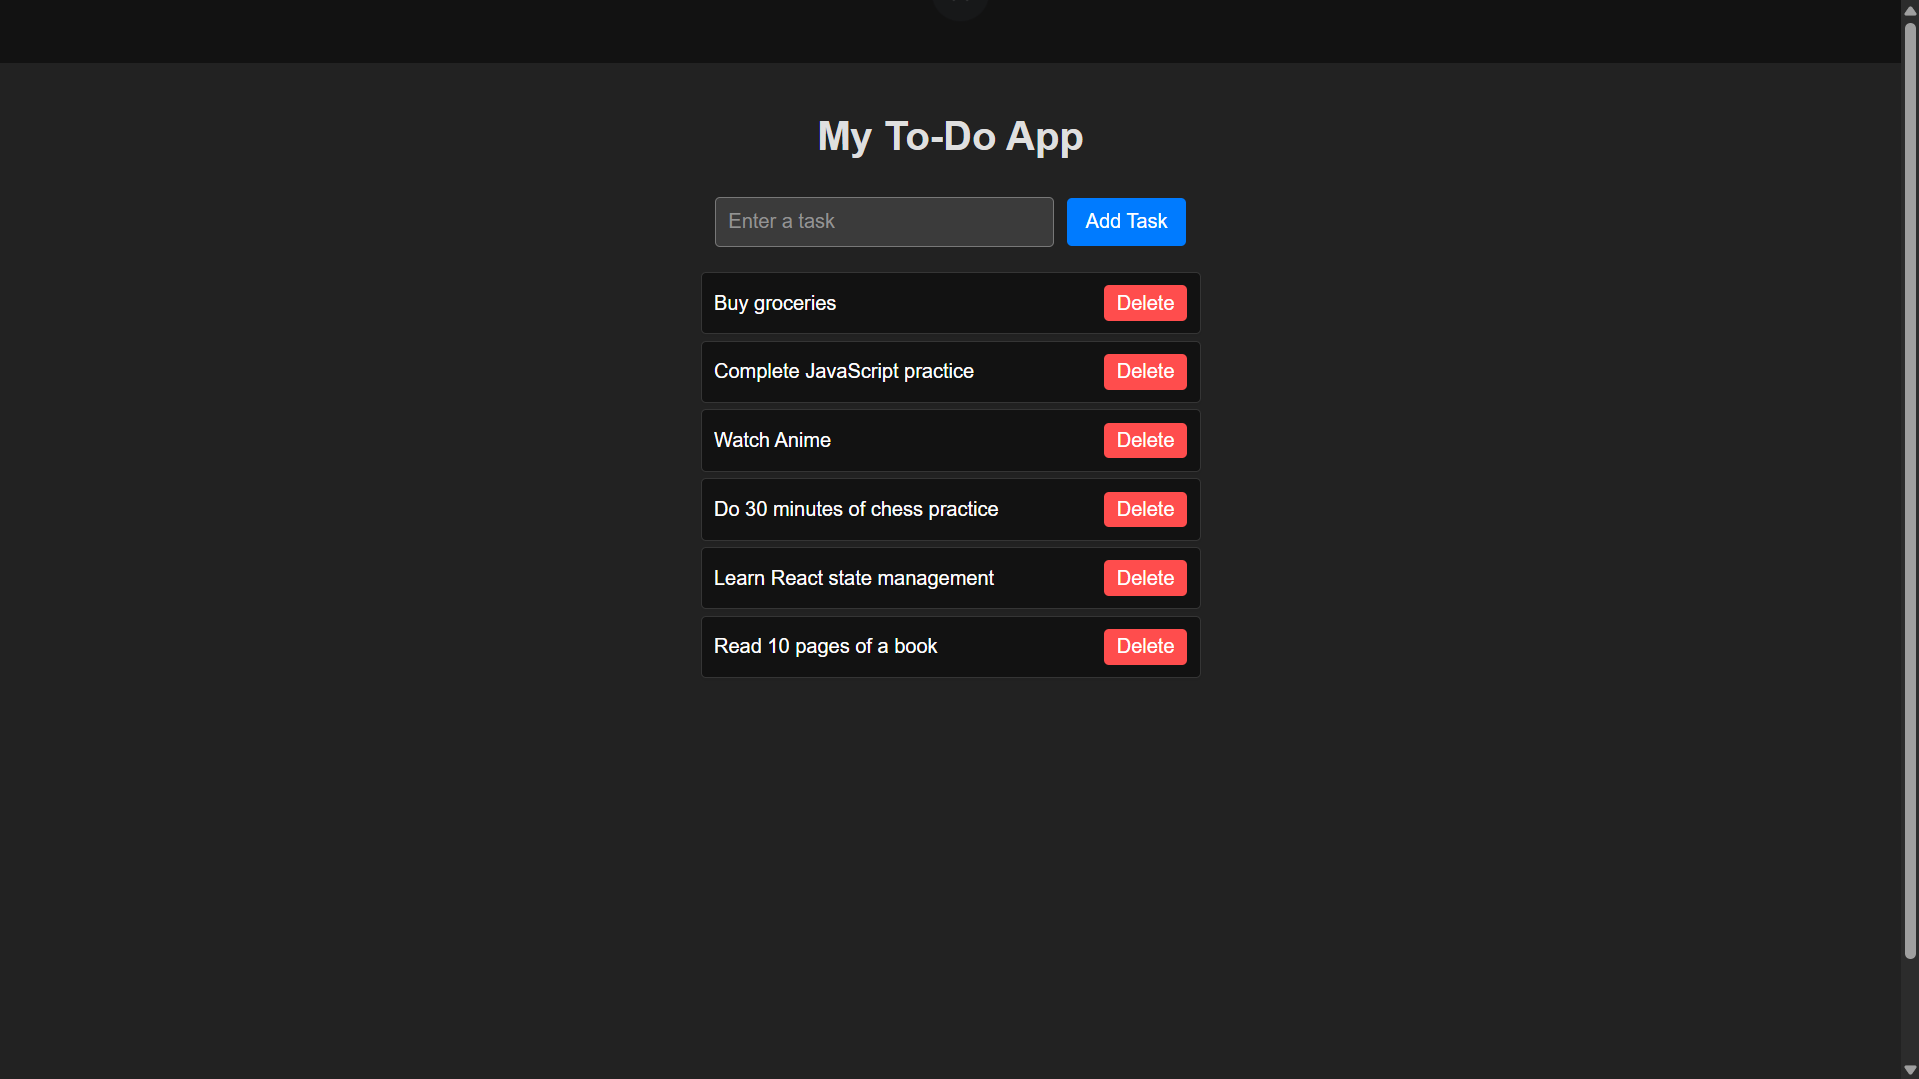 My To-Do App
Enter a task
Add Task
Buy groceries
Delete
Complete JavaScript practice
Delete
Watch Anime
Delete
Do 30 minutes of chess practice
Delete
Learn React state management
Delete
Read 10 pages of a book
Delete